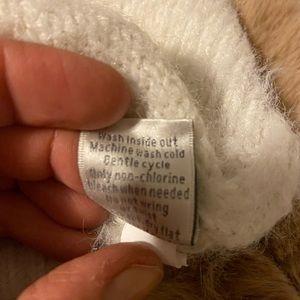 Wash inside out
Machine wash cold
Gentle cycle
Only non-chlorine
bleach when needed
Do not wring
flat